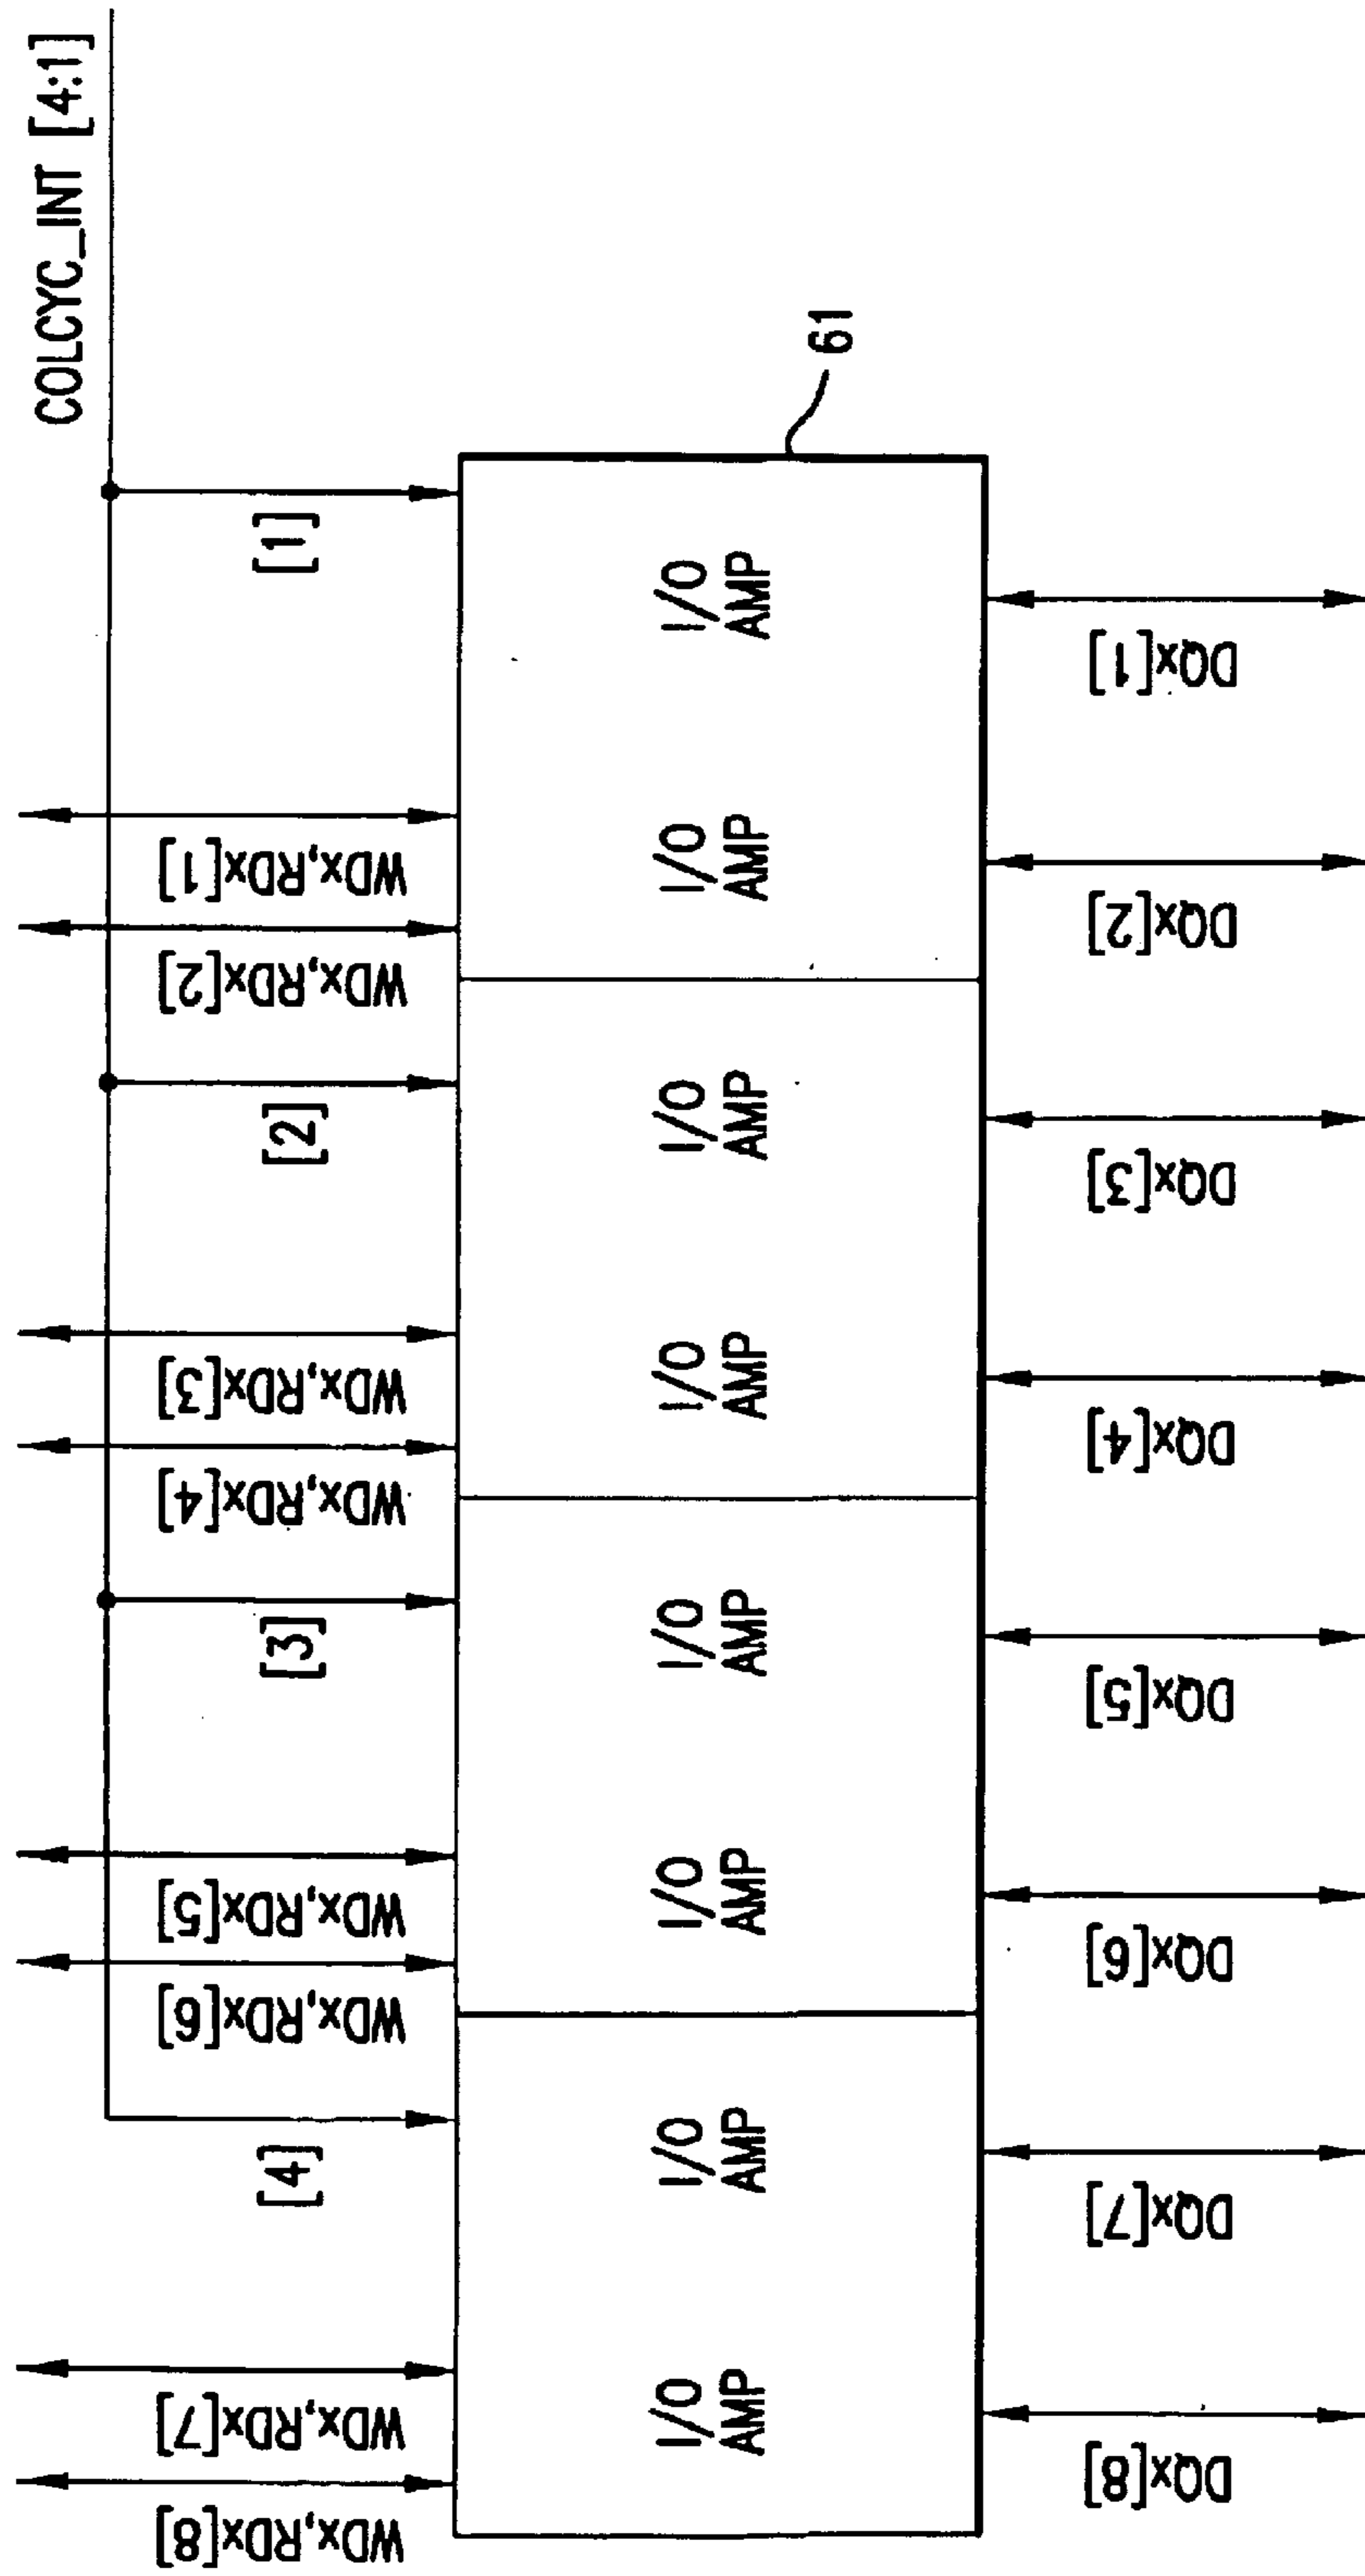 COLCYC_INT [4:1]
61
[1]
I/O
AMP
DQx[1]
WDx,RDx[1]
I/O
AMP
DQx[2]
WDx,RDx[2]
[2]
I/O
AMP
DQx[3]
WDx,RDx[3]
I/O
AMP
DQx[4]
WDx,RDx[4]
[3]
I/O
AMP
DQx[5]
WDx,RDx[5]
I/O
AMP
DQx[6]
WDx,RDx[6]
[4]
I/O
AMP
DQx[7]
WDx,RDx[7]
I/O
AMP
DQx[8]
WDx,RDx[8]